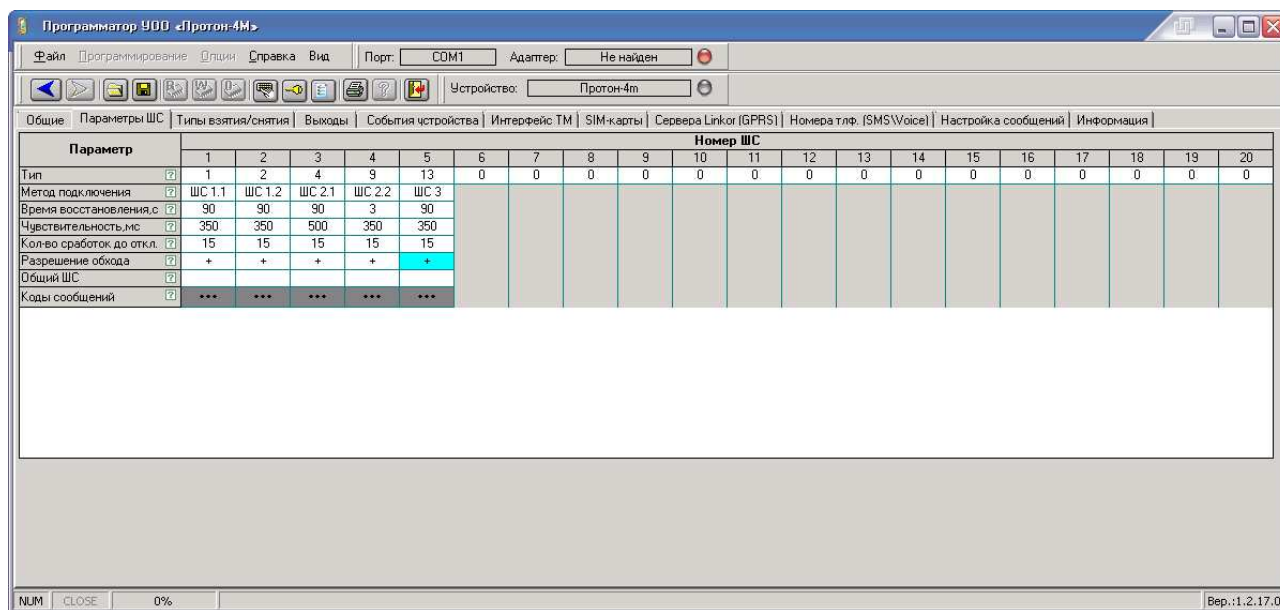 Программатор УОО «Протон-4М»
Файл Программирование Опции Справка Вид Порт: COM1 Адаптер: Не найден
Устройство: Протон-4m
Общие Параметры ШС Типы взятия/снятия Выходы События устройства Интерфейс ТМ SIM-карты Сервера Linkor (GPRS) Номера тлф. (SMS\Voice) Настройка сообщений Информация
Параметр Номер ШС
1 2 3 4 5 6 7 8 9 10 11 12 13 14 15 16 17 18 19 20
Тип ? 1 2 4 9 13 0 0 0 0 0 0 0 0 0 0 0 0 0 0 0
Метод подключения ? ШС 1.1 ШС 1.2 ШС 2.1 ШС 2.2 ШС 3
Время восстановления,с ? 90 90 90 3 90
Чувствительность,мс ? 350 350 500 350 350
Кол-во сработок до откл. ? 15 15 15 15 15
Разрешение обхода ? + + + + +
Общий ШС ?
Коды сообщений ? ••• ••• ••• ••• •••
NUM CLOSE 0% Вер.:1.2.17.0